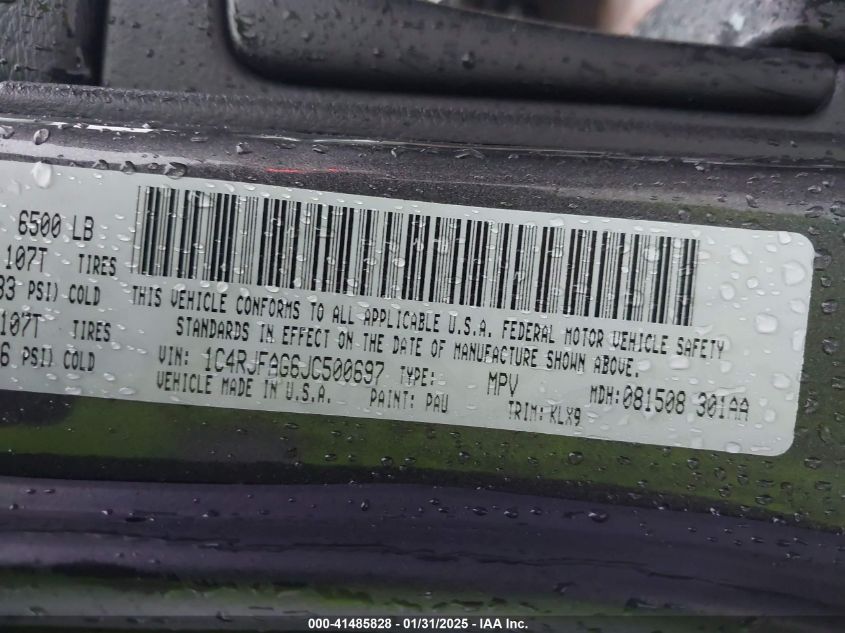 6500 LB
107T TIRES
33 PSI) COLD
107T TIRES
6 PSI) COLD
THIS VEHICLE CONFORMS TO ALL APPLICABLE U.S.A. FEDERAL MOTOR VEHICLE SAFETY
STANDARDS IN EFFECT ON THE DATE OF MANUFACTURE SHOWN ABOVE.
VIN: 1C4RJFAG6JC500697 TYPE: MPV MDH:081508 301AA
VEHICLE MADE IN U.S.A. PAINT: PAU TRIM: KLX9
000-41485828 - 01/31/2025 - IAA Inc.